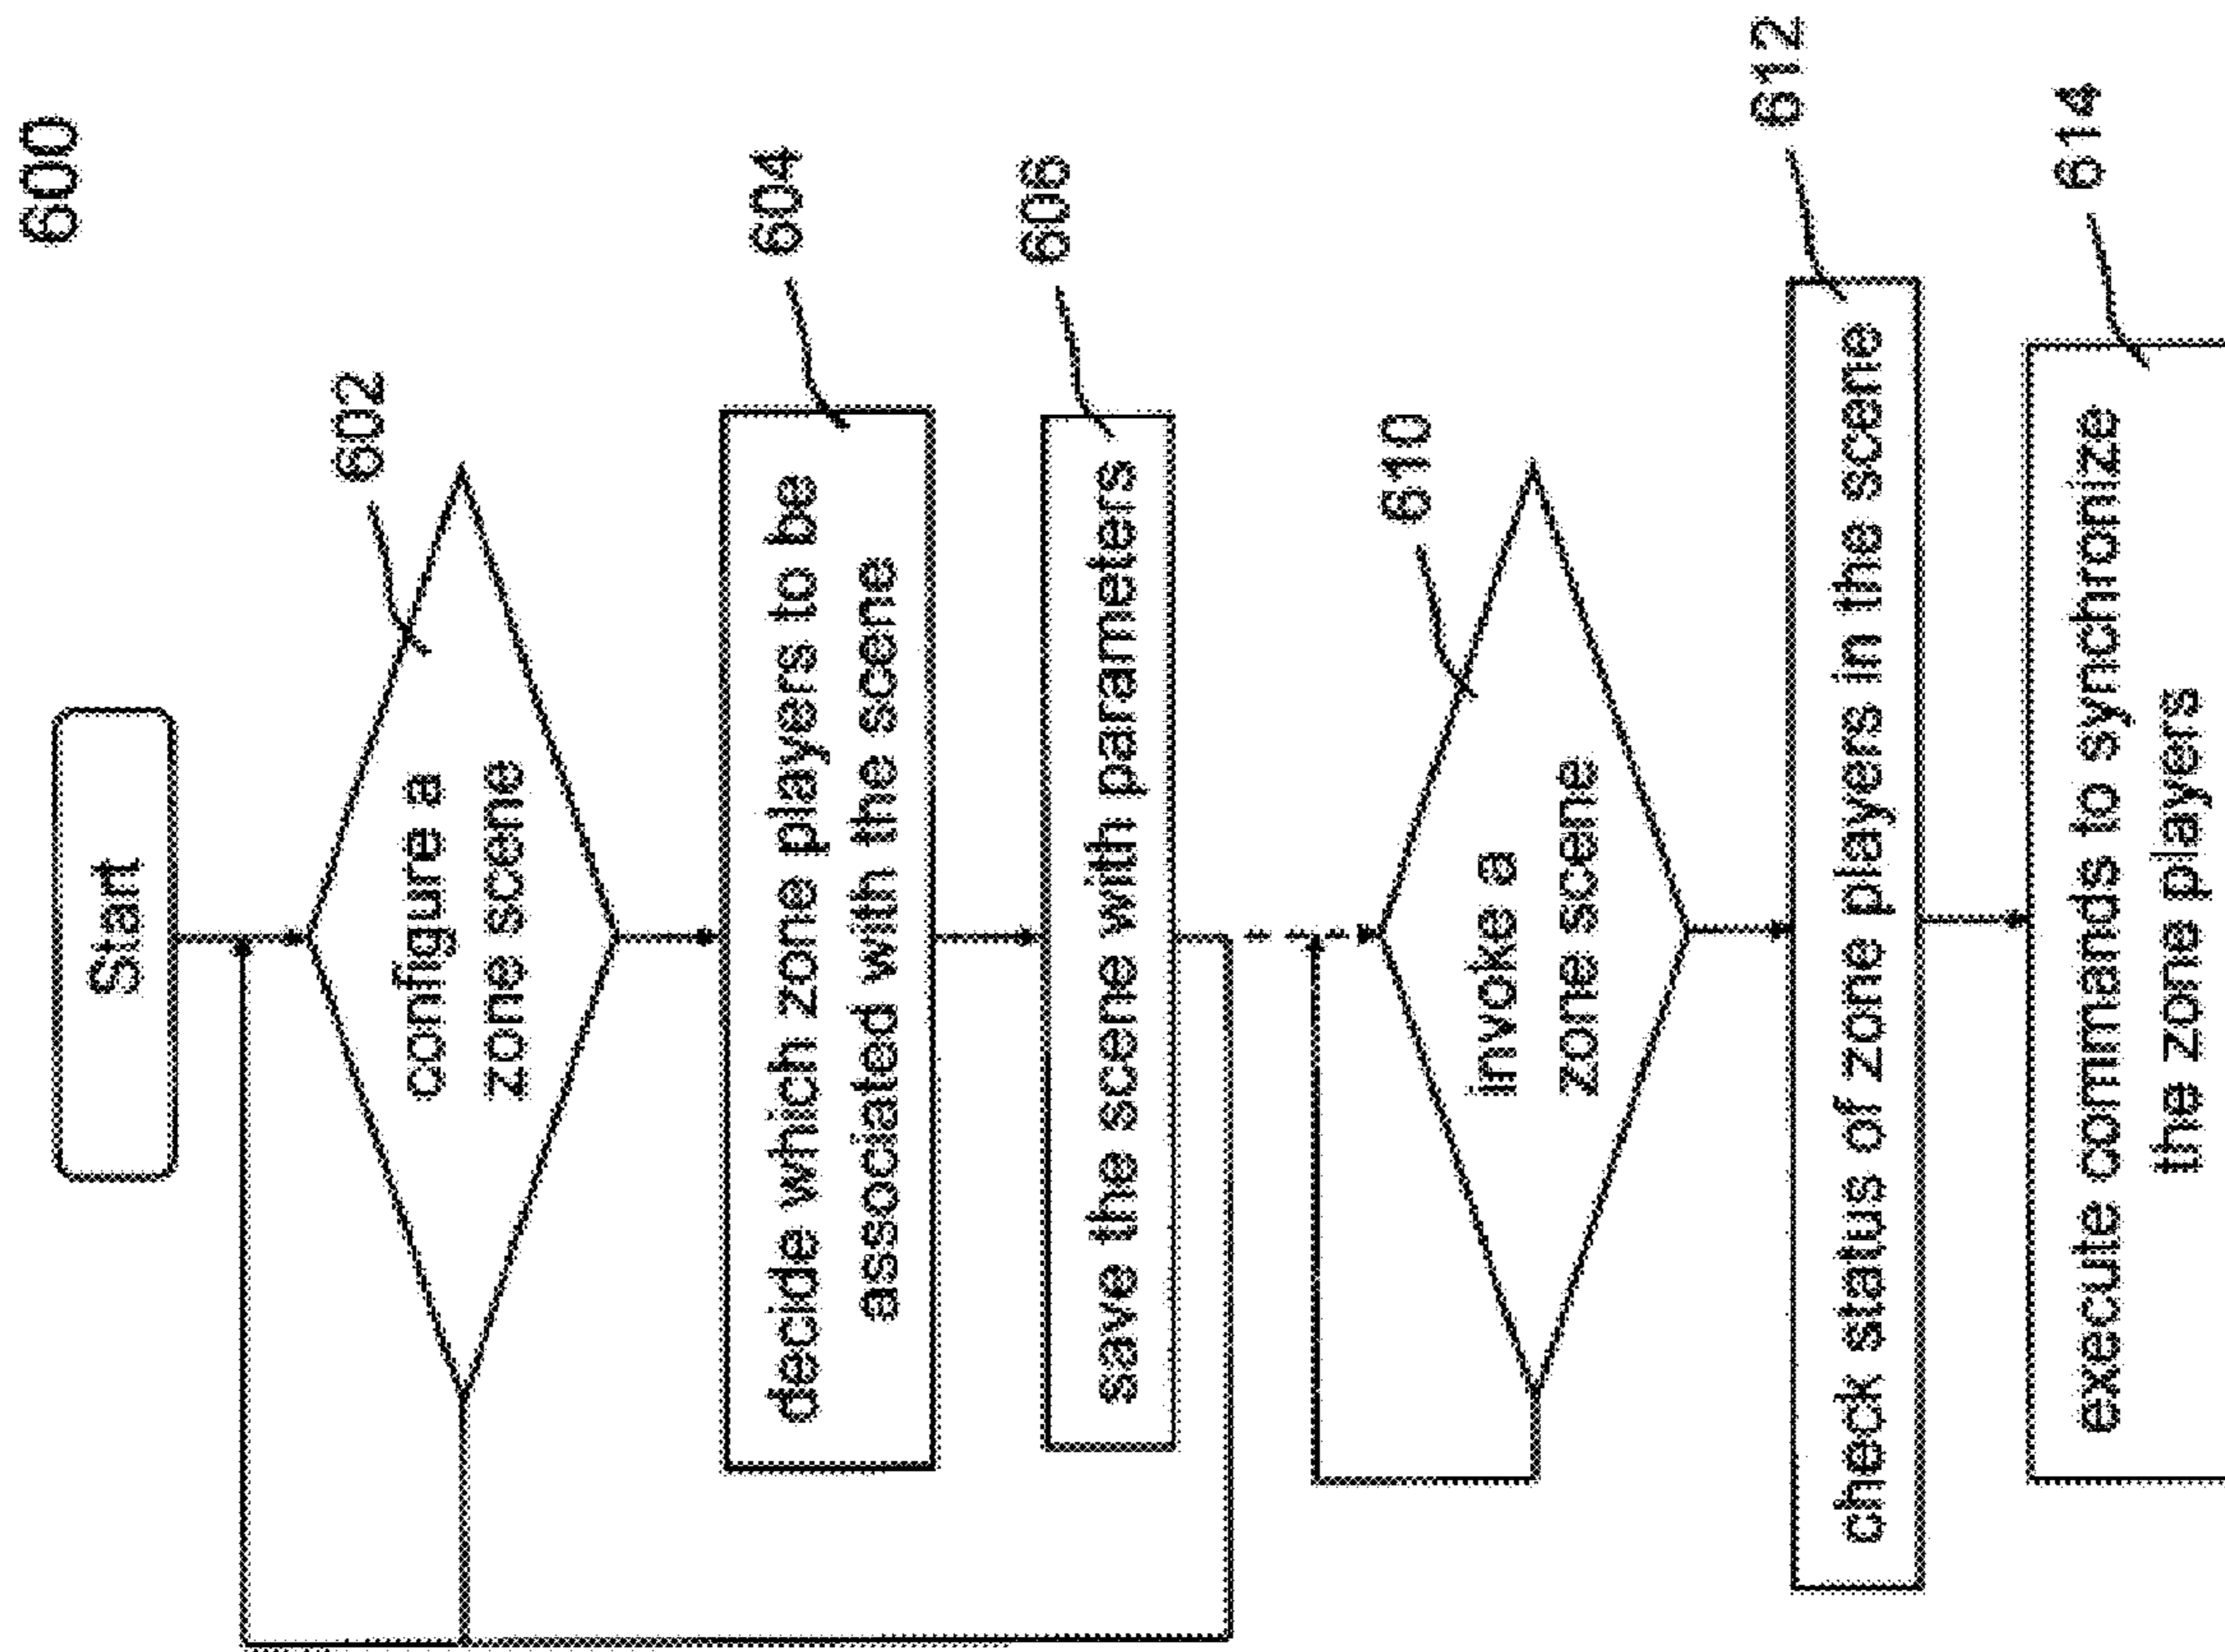 600
Start
602
configure a
zone scene
604
decide which zone players to be
associated with the scene
606
save the scene with parameters
610
invoke a
zone scene
612
check status of zone players in the scene
614
execute commands to synchronize
the zone players